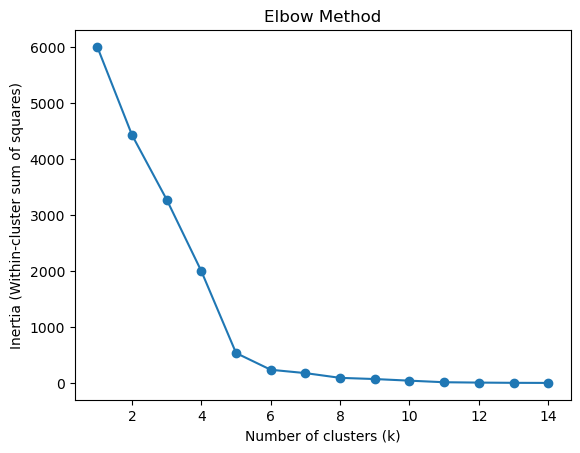 Elbow Method
Inertia (Within-cluster sum of squares)
6000
5000
4000
3000
2000
1000
0
2 4 6 8 10 12 14
Number of clusters (k)